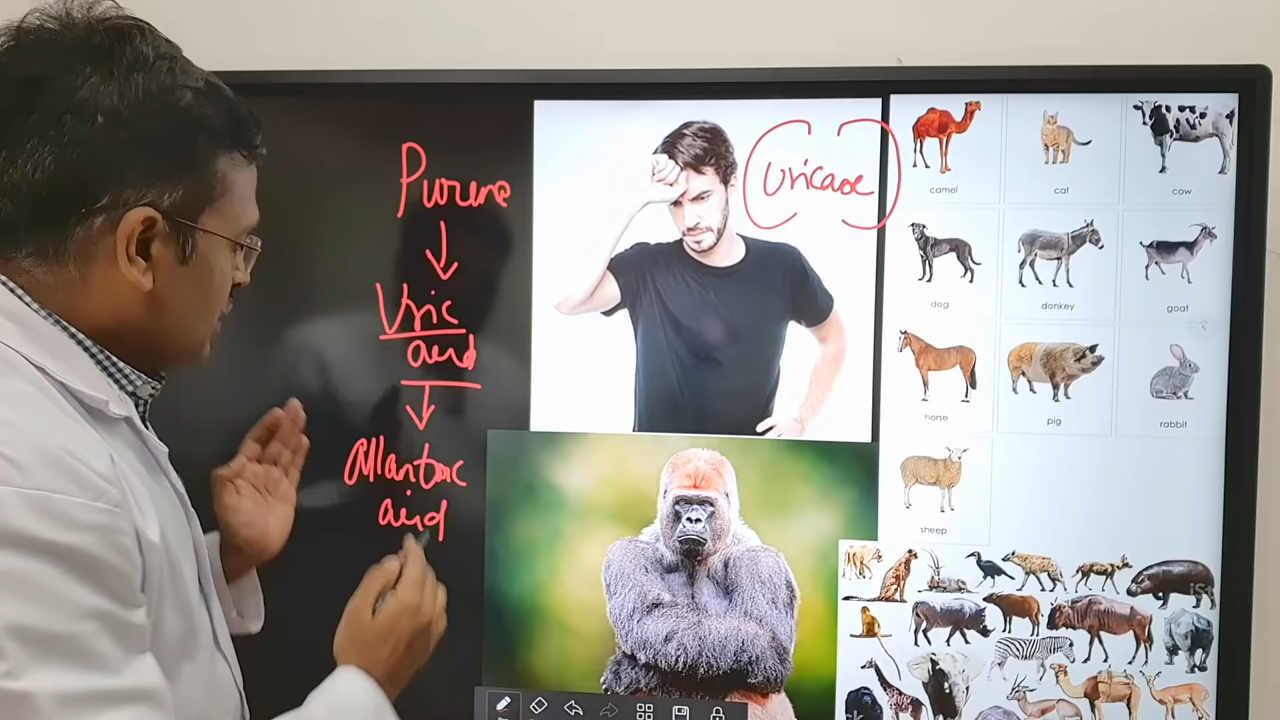 Purine
Uric
acid
Allantoic
acid
Uricase
camel
cat
cow
dog
donkey
goat
horse
pig
rabbit
sheep